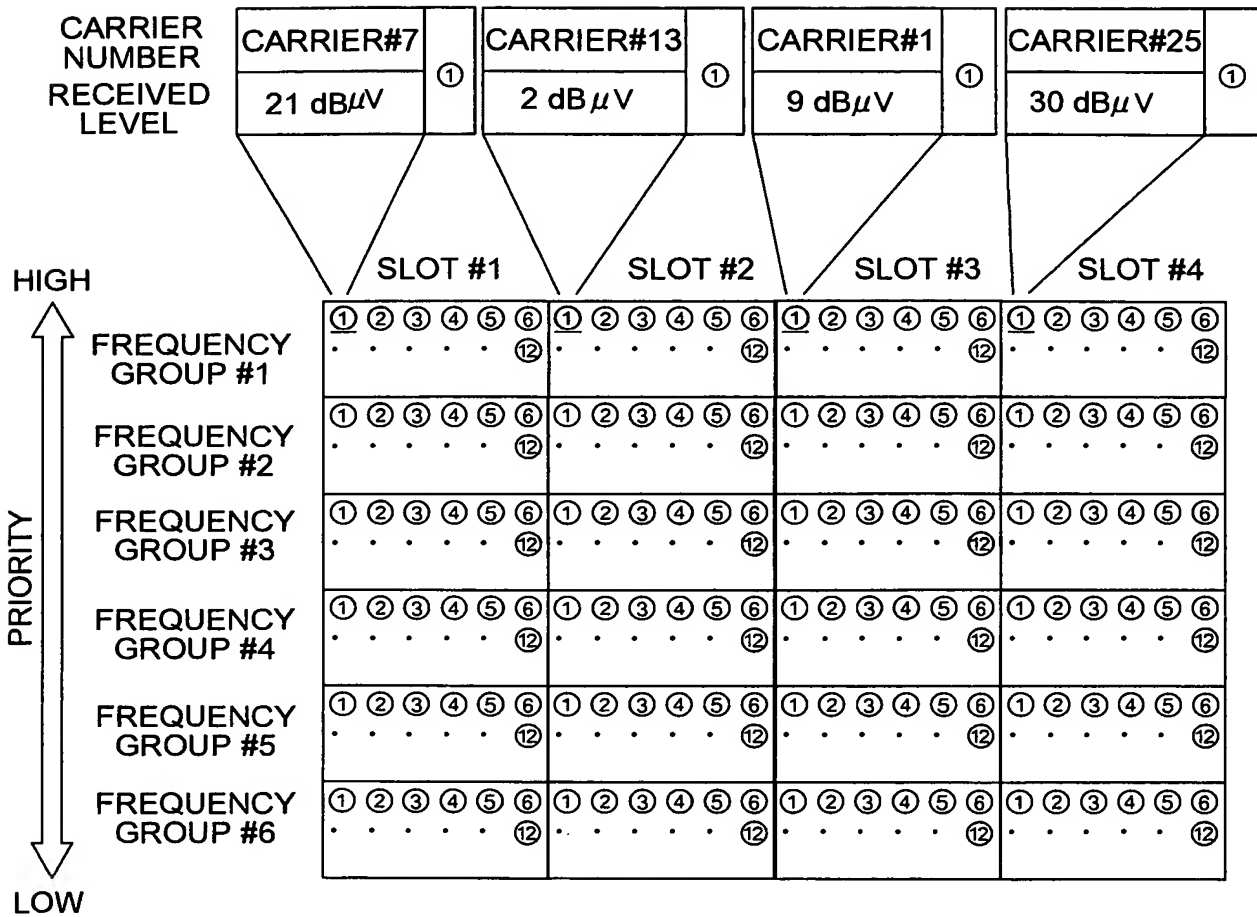 CARRIER NUMBER
RECEIVED LEVEL
CARRIER#7
21 dBμV
①
CARRIER#13
2 dBμV
①
CARRIER#1
9 dBμV
①
CARRIER#25
30 dBμV
①
SLOT #1 SLOT #2 SLOT #3 SLOT #4
HIGH
PRIORITY
LOW
FREQUENCY GROUP #1
① ② ③ ④ ⑤ ⑥ ① ② ③ ④ ⑤ ⑥ ① ② ③ ④ ⑤ ⑥ ① ② ③ ④ ⑤ ⑥
· · · · · ⑫ · · · · · ⑫ · · · · · ⑫ · · · · · ⑫
FREQUENCY GROUP #2
① ② ③ ④ ⑤ ⑥ ① ② ③ ④ ⑤ ⑥ ① ② ③ ④ ⑤ ⑥ ① ② ③ ④ ⑤ ⑥
· · · · · ⑫ · · · · · ⑫ · · · · · ⑫ · · · · · ⑫
FREQUENCY GROUP #3
① ② ③ ④ ⑤ ⑥ ① ② ③ ④ ⑤ ⑥ ① ② ③ ④ ⑤ ⑥ ① ② ③ ④ ⑤ ⑥
· · · · · ⑫ · · · · · ⑫ · · · · · ⑫ · · · · · ⑫
FREQUENCY GROUP #4
① ② ③ ④ ⑤ ⑥ ① ② ③ ④ ⑤ ⑥ ① ② ③ ④ ⑤ ⑥ ① ② ③ ④ ⑤ ⑥
· · · · · ⑫ · · · · · ⑫ · · · · · ⑫ · · · · · ⑫
FREQUENCY GROUP #5
① ② ③ ④ ⑤ ⑥ ① ② ③ ④ ⑤ ⑥ ① ② ③ ④ ⑤ ⑥ ① ② ③ ④ ⑤ ⑥
· · · · · ⑫ · · · · · ⑫ · · · · · ⑫ · · · · · ⑫
FREQUENCY GROUP #6
① ② ③ ④ ⑤ ⑥ ① ② ③ ④ ⑤ ⑥ ① ② ③ ④ ⑤ ⑥ ① ② ③ ④ ⑤ ⑥
· · · · · ⑫ · · · · · ⑫ · · · · · ⑫ · · · · · ⑫